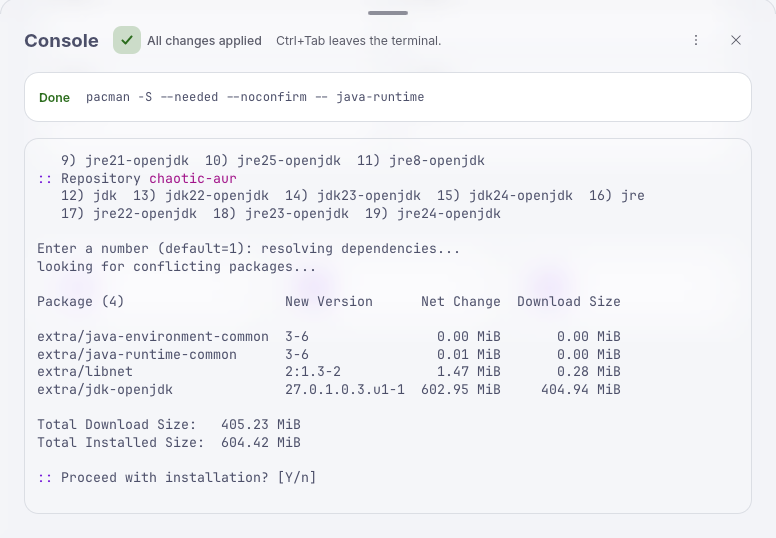 Console
All changes applied
Ctrl+Tab leaves the terminal.
Done pacman -S --needed --noconfirm -- java-runtime
9) jre21-openjdk 10) jre25-openjdk 11) jre8-openjdk
:: Repository chaotic-aur
12) jdk 13) jdk22-openjdk 14) jdk23-openjdk 15) jdk24-openjdk 16) jre
17) jre22-openjdk 18) jre23-openjdk 19) jre24-openjdk
Enter a number (default=1): resolving dependencies...
looking for conflicting packages...
Package (4) New Version Net Change Download Size
extra/java-environment-common 3-6 0.00 MiB 0.00 MiB
extra/java-runtime-common 3-6 0.01 MiB 0.00 MiB
extra/libnet 2:1.3-2 1.47 MiB 0.28 MiB
extra/jdk-openjdk 27.0.1.0.3.u1-1 602.95 MiB 404.94 MiB
Total Download Size: 405.23 MiB
Total Installed Size: 604.42 MiB
:: Proceed with installation? [Y/n]